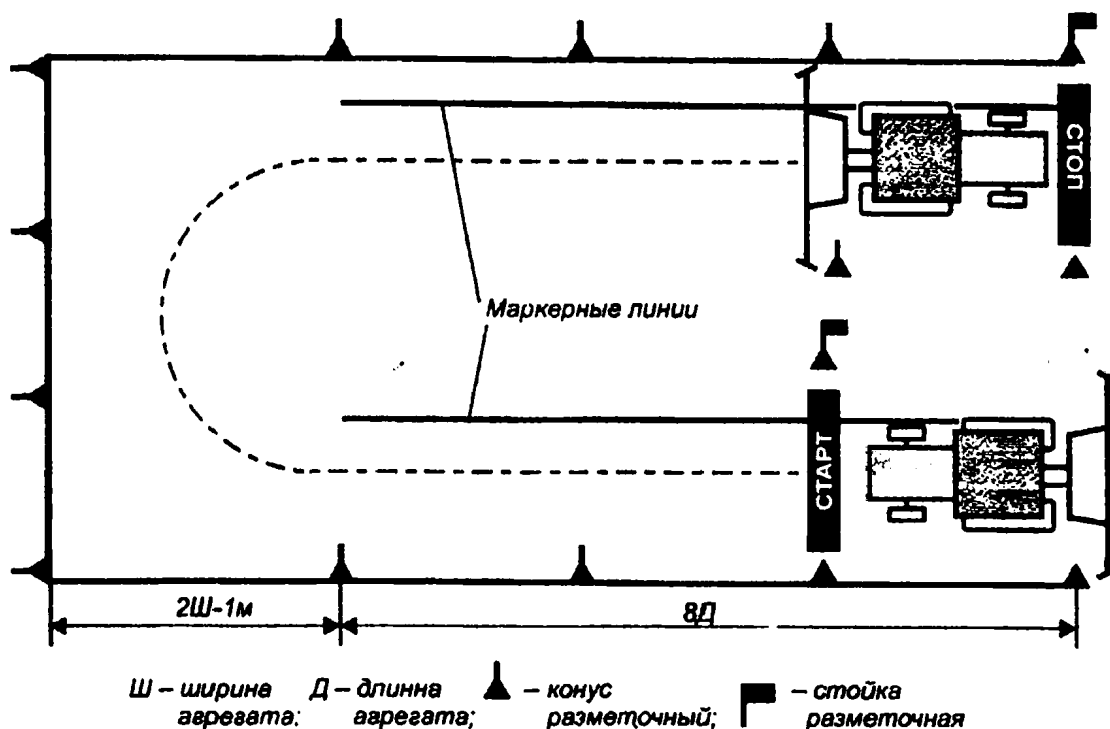 СТОП
Маркерные линии
СТАРТ
2Ш-1м
8Д
Ш – ширина агрегата;
Д – длинна агрегата;
– конус разметочный;
– стойка разметочная